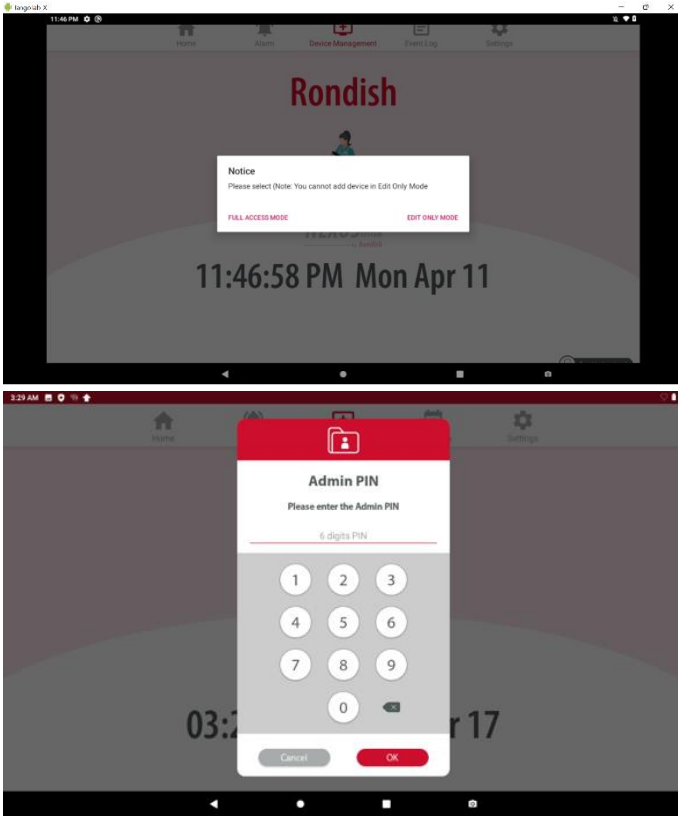 Tangolab X
11:46 PM
Home Alarm Device Management Event Log Settings
Rondish
Notice
Please select (Note: You cannot add device in Edit Only Mode
FULL ACCESS MODE EDIT ONLY MODE
by Rondish
11:46:58 PM Mon Apr 11
3:29 AM
Home Settings
Admin PIN
Please enter the Admin PIN
6 digits PIN
1 2 3
4 5 6
7 8 9
0
03:2 r 17
Cancel OK